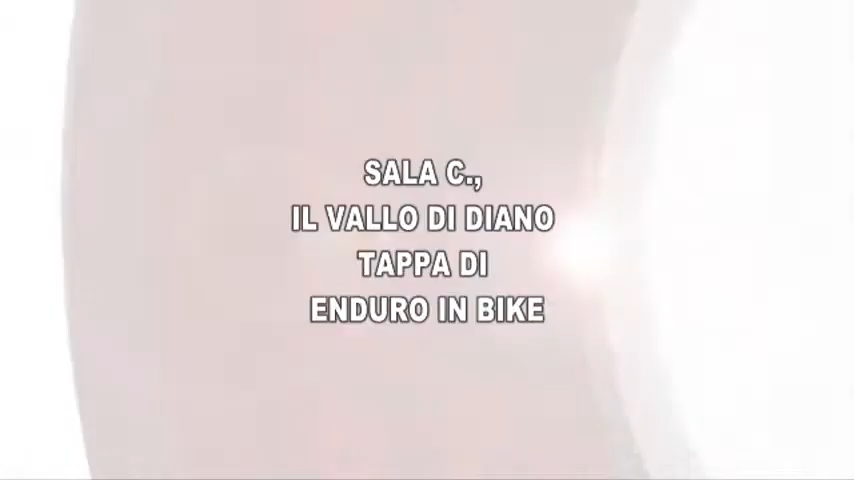 SALA C.,
IL VALLO DI DIANO
TAPPA DI
ENDURO IN BIKE